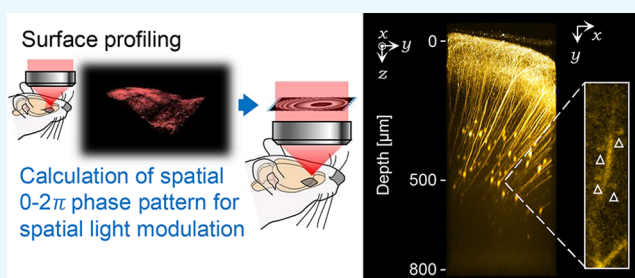 Surface profiling
Calculation of spatial
0-2π phase pattern for
spatial light modulation
x
y
z
x
y
0
Depth [μm]
500
800